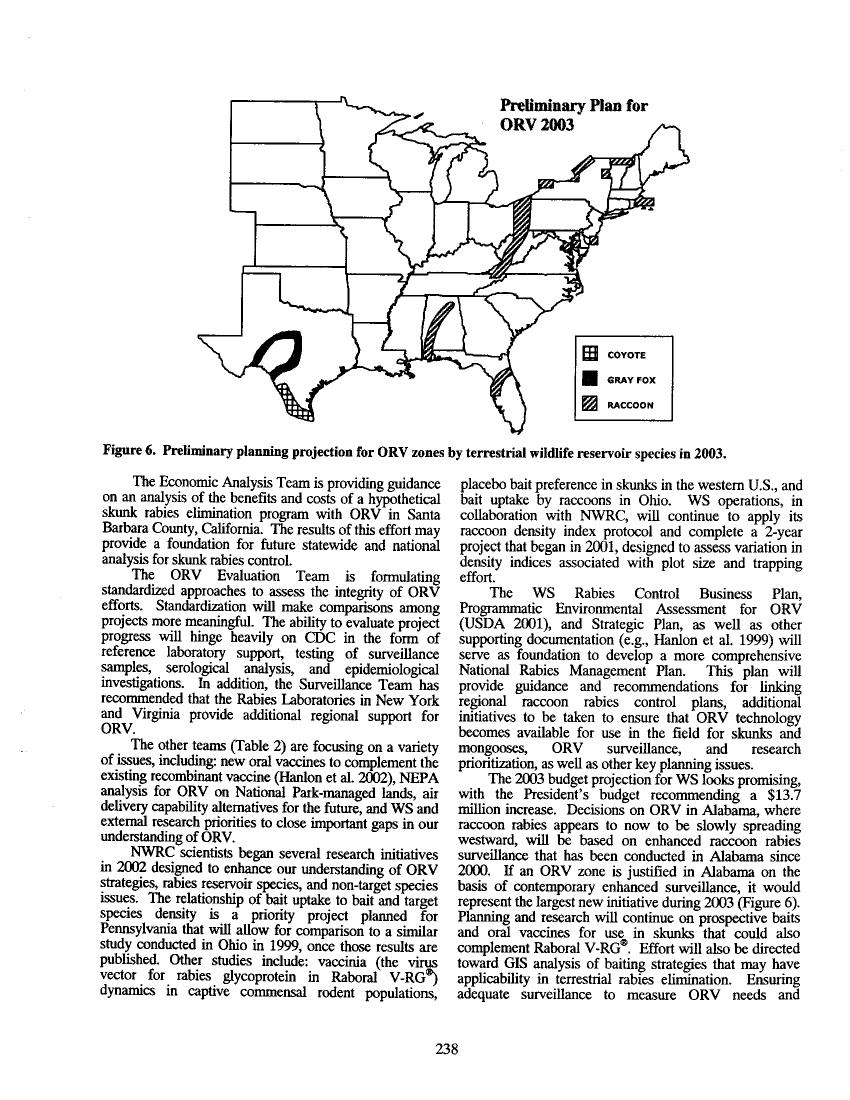 Preliminary Plan for
ORV 2003
COYOTE
GRAY FOX
RACCOON
Figure 6. Preliminary planning projection for ORV zones by terrestrial wildlife reservoir species in 2003.
The Economic Analysis Team is providing guidance
on an analysis of the benefits and costs of a hypothetical
skunk rabies elimination program with ORV in Santa
Barbara County, California. The results of this effort may
provide a foundation for future statewide and national
analysis for skunk rabies control.
The ORV Evaluation Team is formulating
standardized approaches to assess the integrity of ORV
efforts. Standardization will make comparisons among
projects more meaningful. The ability to evaluate project
progress will hinge heavily on CDC in the form of
reference laboratory support, testing of surveillance
samples, serological analysis, and epidemiological
investigations. In addition, the Surveillance Team has
recommended that the Rabies Laboratories in New York
and Virginia provide additional regional support for
ORV.
The other teams (Table 2) are focusing on a variety
of issues, including: new oral vaccines to complement the
existing recombinant vaccine (Hanlon et al. 2002), NEPA
analysis for ORV on National Park-managed lands, air
delivery capability alternatives for the future, and WS and
external research priorities to close important gaps in our
understanding of ORV.
NWRC scientists began several research initiatives
in 2002 designed to enhance our understanding of ORV
strategies, rabies reservoir species, and non-target species
issues. The relationship of bait uptake to bait and target
species density is a priority project planned for
Pennsylvania that will allow for comparison to a similar
study conducted in Ohio in 1999, once those results are
published. Other studies include: vaccinia (the virus
vector for rabies glycoprotein in Raboral V-RG®)
dynamics in captive commensal rodent populations,
placebo bait preference in skunks in the western U.S., and
bait uptake by raccoons in Ohio. WS operations, in
collaboration with NWRC, will continue to apply its
raccoon density index protocol and complete a 2-year
project that began in 2001, designed to assess variation in
density indices associated with plot size and trapping
effort.
The WS Rabies Control Business Plan,
Programmatic Environmental Assessment for ORV
(USDA 2001), and Strategic Plan, as well as other
supporting documentation (e.g., Hanlon et al. 1999) will
serve as foundation to develop a more comprehensive
National Rabies Management Plan. This plan will
provide guidance and recommendations for linking
regional raccoon rabies control plans, additional
initiatives to be taken to ensure that ORV technology
becomes available for use in the field for skunks and
mongooses, ORV surveillance, and research
prioritization, as well as other key planning issues.
The 2003 budget projection for WS looks promising,
with the President's budget recommending a $13.7
million increase. Decisions on ORV in Alabama, where
raccoon rabies appears to now to be slowly spreading
westward, will be based on enhanced raccoon rabies
surveillance that has been conducted in Alabama since
2000. If an ORV zone is justified in Alabama on the
basis of contemporary enhanced surveillance, it would
represent the largest new initiative during 2003 (Figure 6).
Planning and research will continue on prospective baits
and oral vaccines for use in skunks that could also
complement Raboral V-RG®. Effort will also be directed
toward GIS analysis of baiting strategies that may have
applicability in terrestrial rabies elimination. Ensuring
adequate surveillance to measure ORV needs and
238